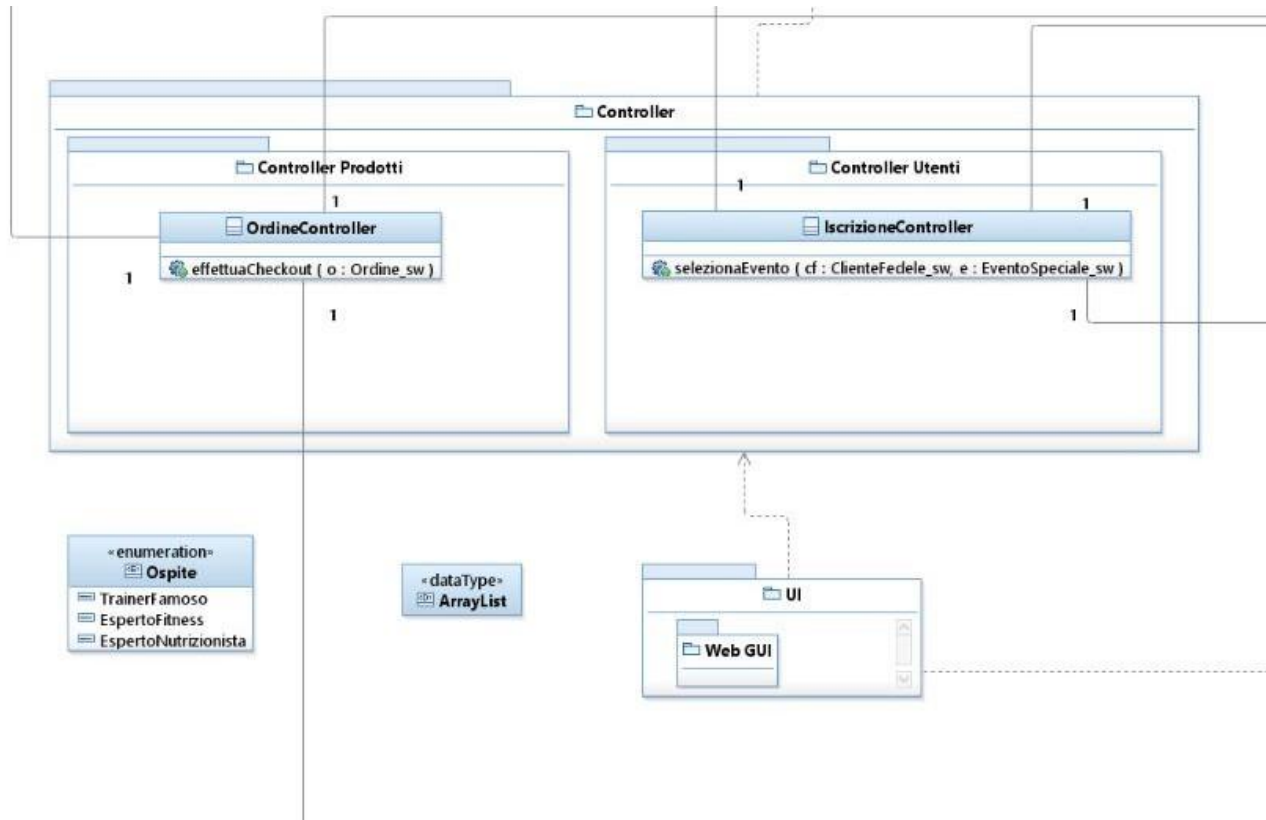 Controller
Controller Prodotti
Controller Utenti
1
1
1
OrdineController
IscrizioneController
effettuaCheckout ( o : Ordine_sw )
selezionaEvento ( cf : ClienteFedele_sw, e : EventoSpeciale_sw )
1
1
1
«enumeration»
Ospite
TrainerFamoso
EspertoFitness
EspertoNutrizionista
«dataType»
ArrayList
UI
Web GUI